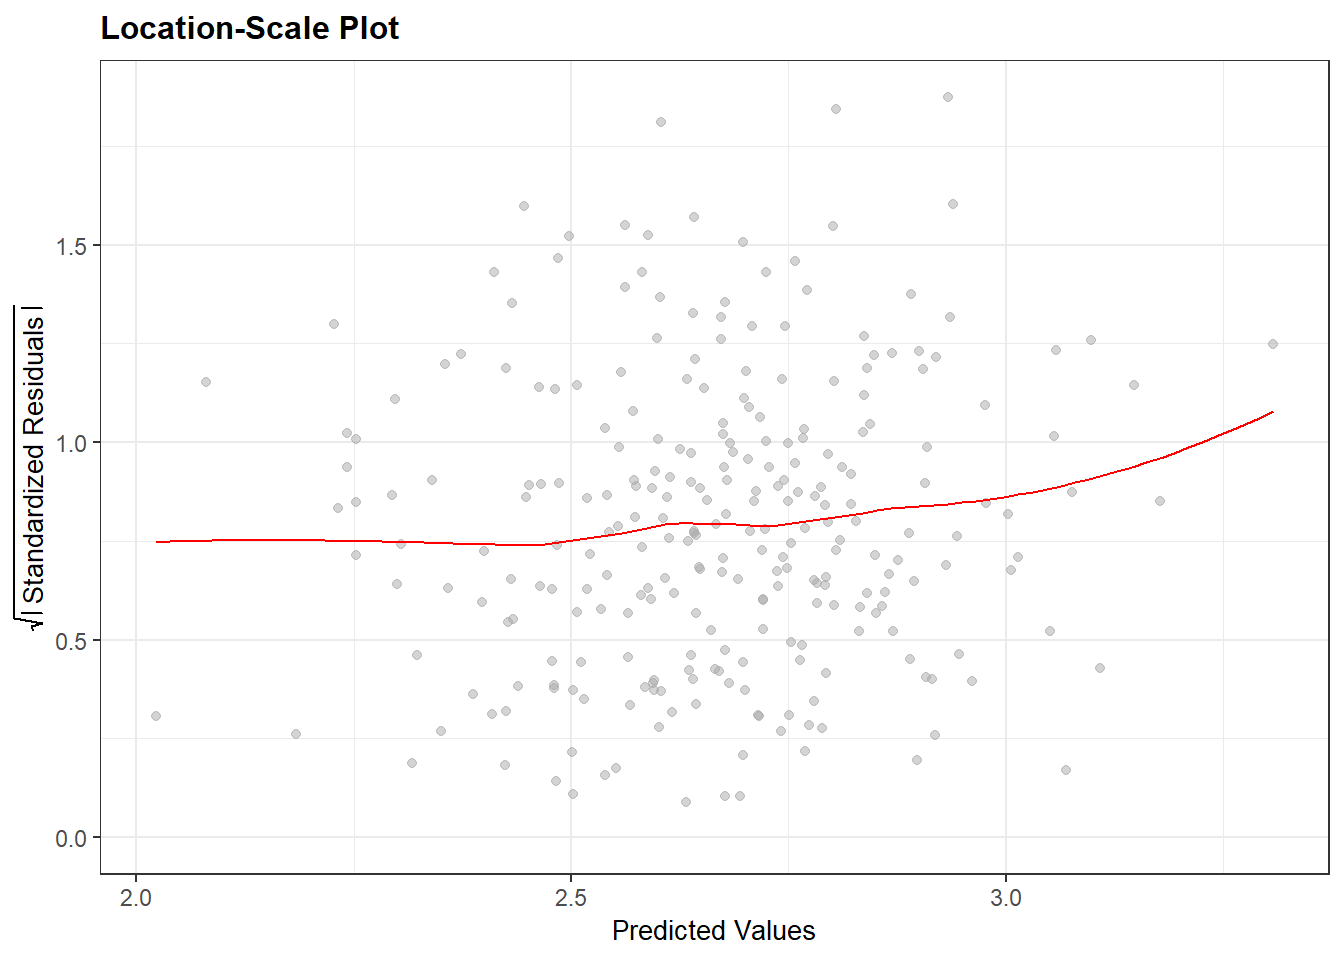 Location-Scale Plot
√| Standardized Residuals |
1.5
1.0
0.5
0.0
2.0 2.5 3.0
Predicted Values